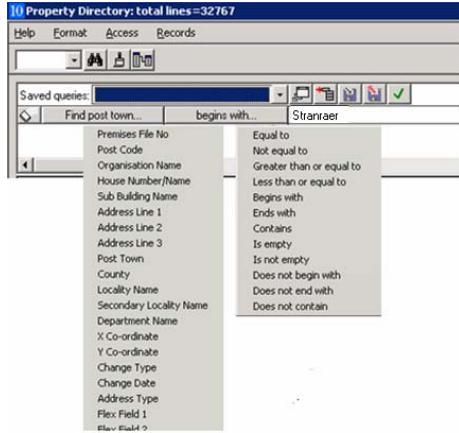 10 Property Directory: total lines=32767
Help Format Access Records
Saved queries:
Find post town... begins with... Stranraer
Premises File No
Post Code
Organisation Name
House Number/Name
Sub Building Name
Address Line 1
Address Line 2
Address Line 3
Post Town
County
Locality Name
Secondary Locality Name
Department Name
X Co-ordinate
Y Co-ordinate
Change Type
Change Date
Address Type
Flex Field 1
Flex Field 2
Equal to
Not equal to
Greater than or equal to
Less than or equal to
Begins with
Ends with
Contains
Is empty
Is not empty
Does not begin with
Does not end with
Does not contain